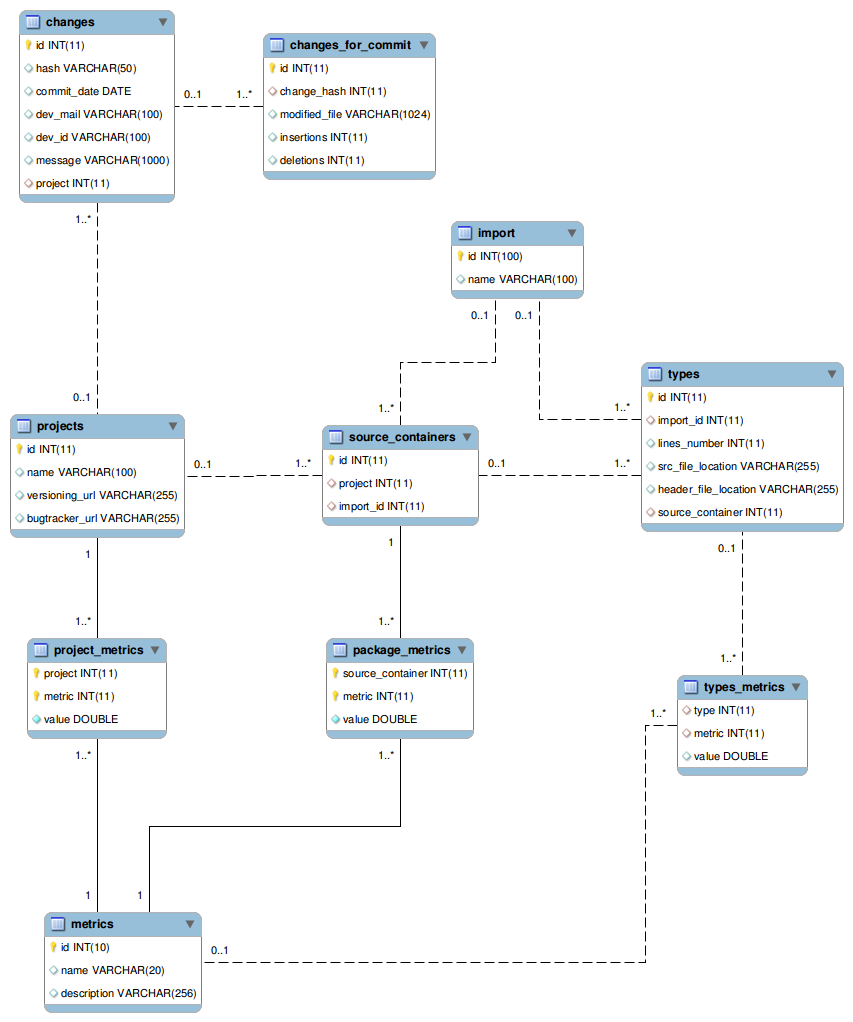 changes
id INT(11)
hash VARCHAR(50)
commit_date DATE
dev_mail VARCHAR(100)
dev_id VARCHAR(100)
message VARCHAR(1000)
project INT(11)
0..1
1..*
changes_for_commit
id INT(11)
change_hash INT(11)
modified_file VARCHAR(1024)
insertions INT(11)
deletions INT(11)
1..*
0..1
import
id INT(100)
name VARCHAR(100)
0..1
0..1
1..*
1..*
types
id INT(11)
import_id INT(11)
lines_number INT(11)
src_file_location VARCHAR(255)
header_file_location VARCHAR(255)
source_container INT(11)
projects
id INT(11)
name VARCHAR(100)
versioning_url VARCHAR(255)
bugtracker_url VARCHAR(255)
0..1
1..*
source_containers
id INT(11)
project INT(11)
import_id INT(11)
0..1
1..*
1
1..*
1
1..*
0..1
1..*
project_metrics
project INT(11)
metric INT(11)
value DOUBLE
package_metrics
source_container INT(11)
metric INT(11)
value DOUBLE
types_metrics
type INT(11)
metric INT(11)
value DOUBLE
1..*
1..*
1..*
1
1
0..1
metrics
id INT(10)
name VARCHAR(20)
description VARCHAR(256)